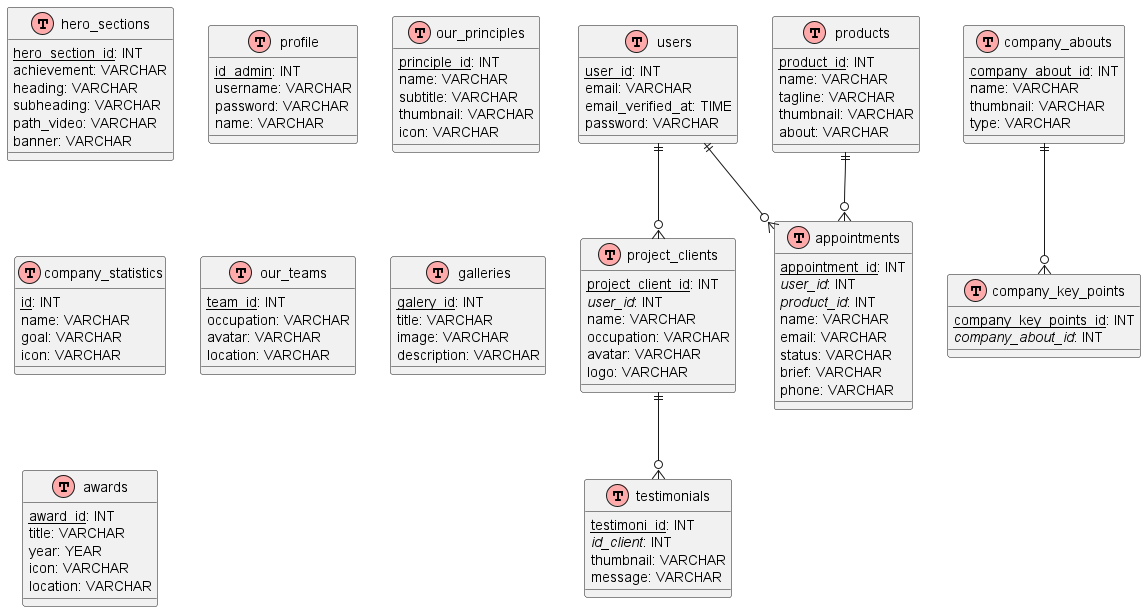 T hero_sections
hero_section_id: INT
achievement: VARCHAR
heading: VARCHAR
subheading: VARCHAR
path_video: VARCHAR
banner: VARCHAR
T profile
id_admin: INT
username: VARCHAR
password: VARCHAR
name: VARCHAR
T our_principles
principle_id: INT
name: VARCHAR
subtitle: VARCHAR
thumbnail: VARCHAR
icon: VARCHAR
T users
user_id: INT
email: VARCHAR
email_verified_at: TIME
password: VARCHAR
T products
product_id: INT
name: VARCHAR
tagline: VARCHAR
thumbnail: VARCHAR
about: VARCHAR
T company_abouts
company_about_id: INT
name: VARCHAR
thumbnail: VARCHAR
type: VARCHAR
T company_statistics
id: INT
name: VARCHAR
goal: VARCHAR
icon: VARCHAR
T our_teams
team_id: INT
occupation: VARCHAR
avatar: VARCHAR
location: VARCHAR
T galleries
galery_id: INT
title: VARCHAR
image: VARCHAR
description: VARCHAR
T project_clients
project_client_id: INT
user_id: INT
name: VARCHAR
occupation: VARCHAR
avatar: VARCHAR
logo: VARCHAR
T appointments
appointment_id: INT
user_id: INT
product_id: INT
name: VARCHAR
email: VARCHAR
status: VARCHAR
brief: VARCHAR
phone: VARCHAR
T company_key_points
company_key_points_id: INT
company_about_id: INT
T awards
award_id: INT
title: VARCHAR
year: YEAR
icon: VARCHAR
location: VARCHAR
T testimonials
testimoni_id: INT
id_client: INT
thumbnail: VARCHAR
message: VARCHAR